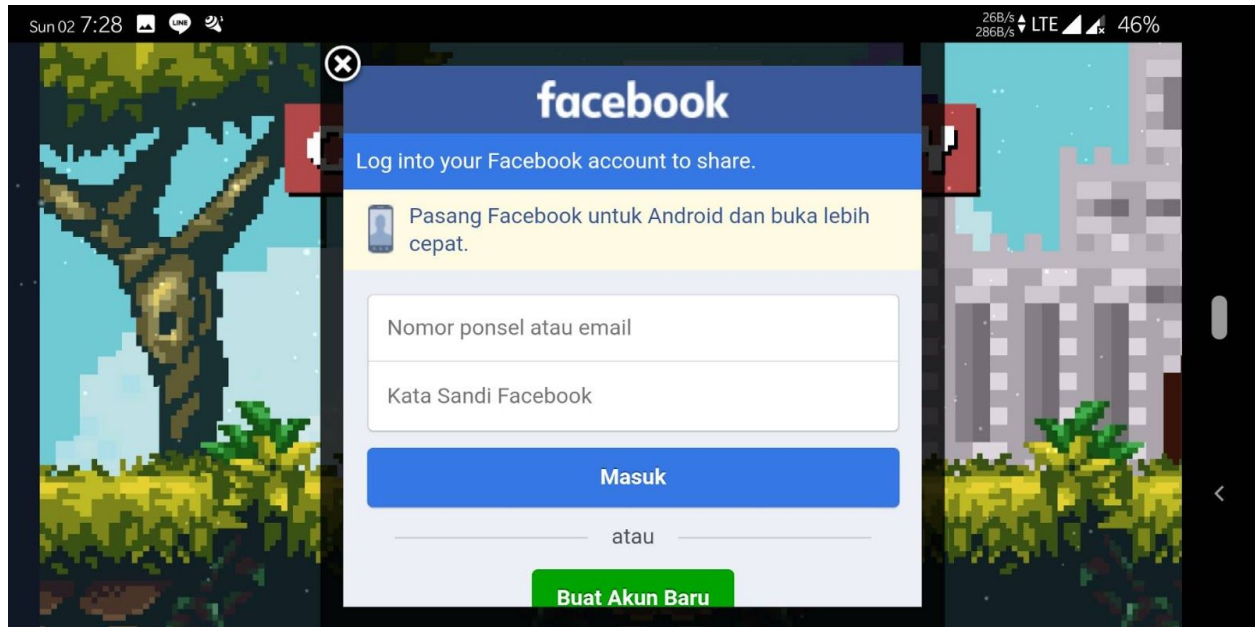 Sun 02 7:28 LINE
26B/s
286B/s LTE 46%
facebook
Log into your Facebook account to share.
Pasang Facebook untuk Android dan buka lebih
cepat.
Nomor ponsel atau email
Kata Sandi Facebook
Masuk
atau
Buat Akun Baru